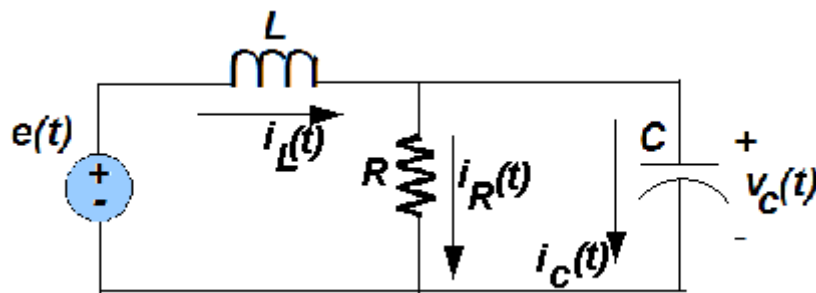 L
e(t)
+
-
i_L(t)
R
i_R(t)
C
i_C(t)
+
v_C(t)
-